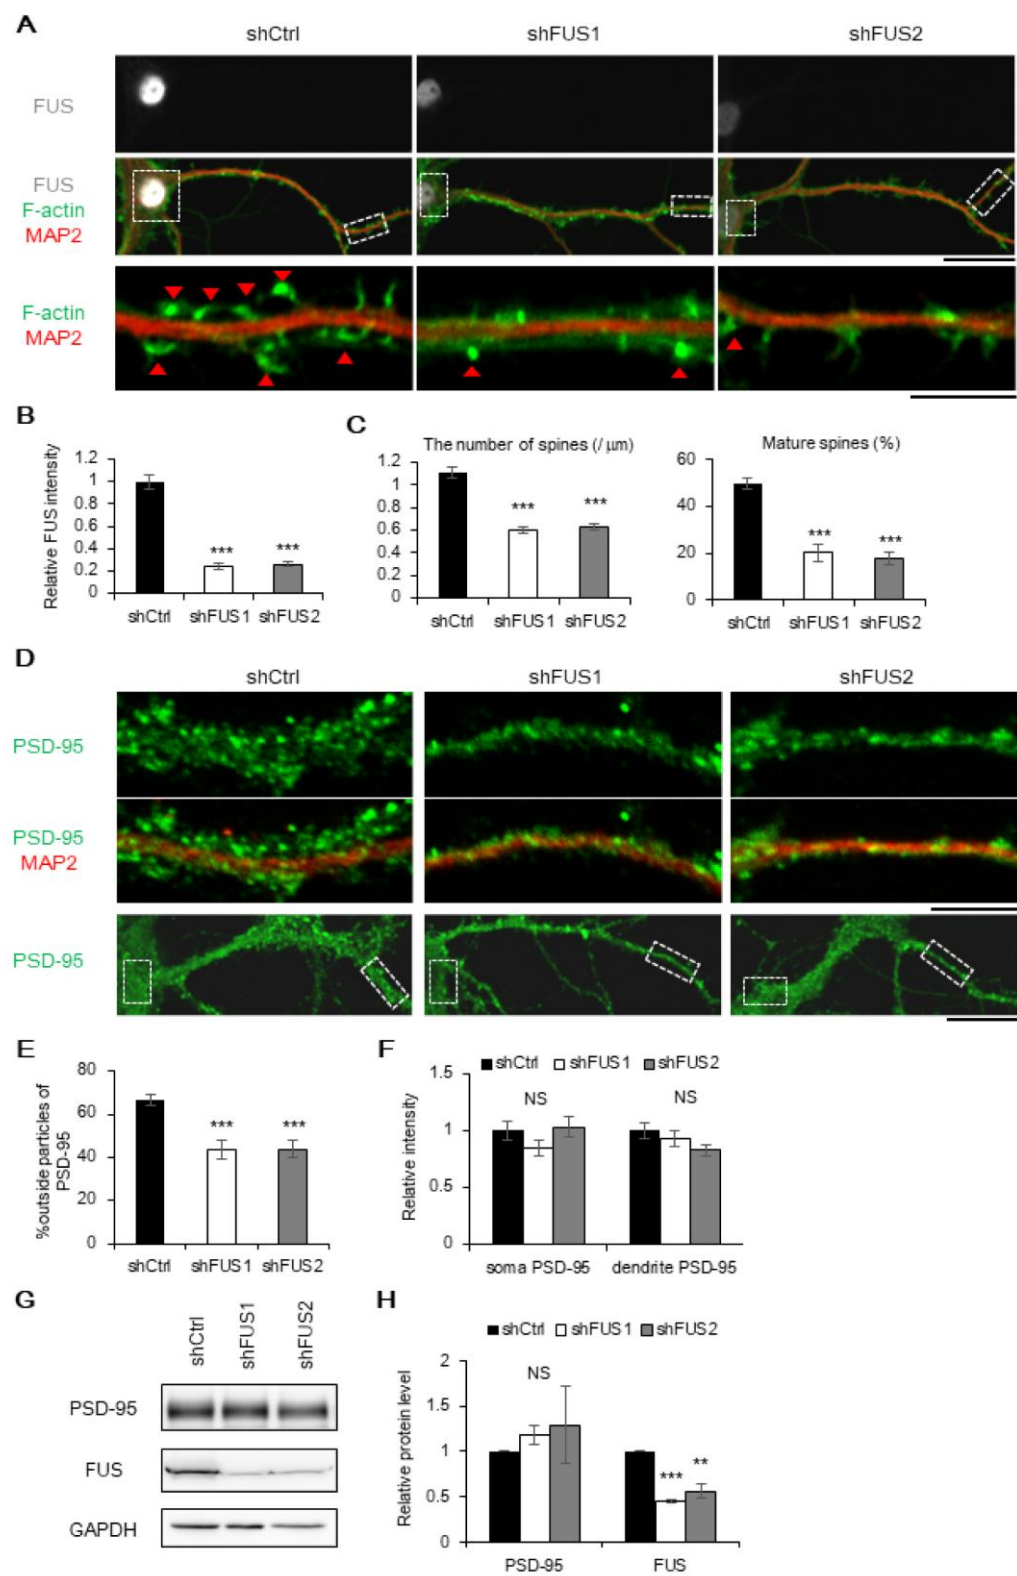 A
shCtrl shFUS1 shFUS2
FUS
FUS
F-actin
MAP2
F-actin
MAP2
B
Relative FUS intensity
1.2
1
0.8
0.6
0.4
0.2
0
*** ***
shCtrl shFUS1 shFUS2
C
The number of spines (/ μm)
1.2
1
0.8
0.6
0.4
0.2
0
*** ***
shCtrl shFUS1 shFUS2
Mature spines (%)
60
40
20
0
*** ***
shCtrl shFUS1 shFUS2
D
shCtrl shFUS1 shFUS2
PSD-95
PSD-95
MAP2
PSD-95
E
%outside particles of
PSD-95
80
60
40
20
0
*** ***
shCtrl shFUS1 shFUS2
F
shCtrl shFUS1 shFUS2
Relative intensity
1.5
1
0.5
0
NS NS
soma PSD-95 dendrite PSD-95
G
shCtrl shFUS1 shFUS2
PSD-95
FUS
GAPDH
H
shCtrl shFUS1 shFUS2
Relative protein level
2
1.5
1
0.5
0
NS
*** **
PSD-95 FUS